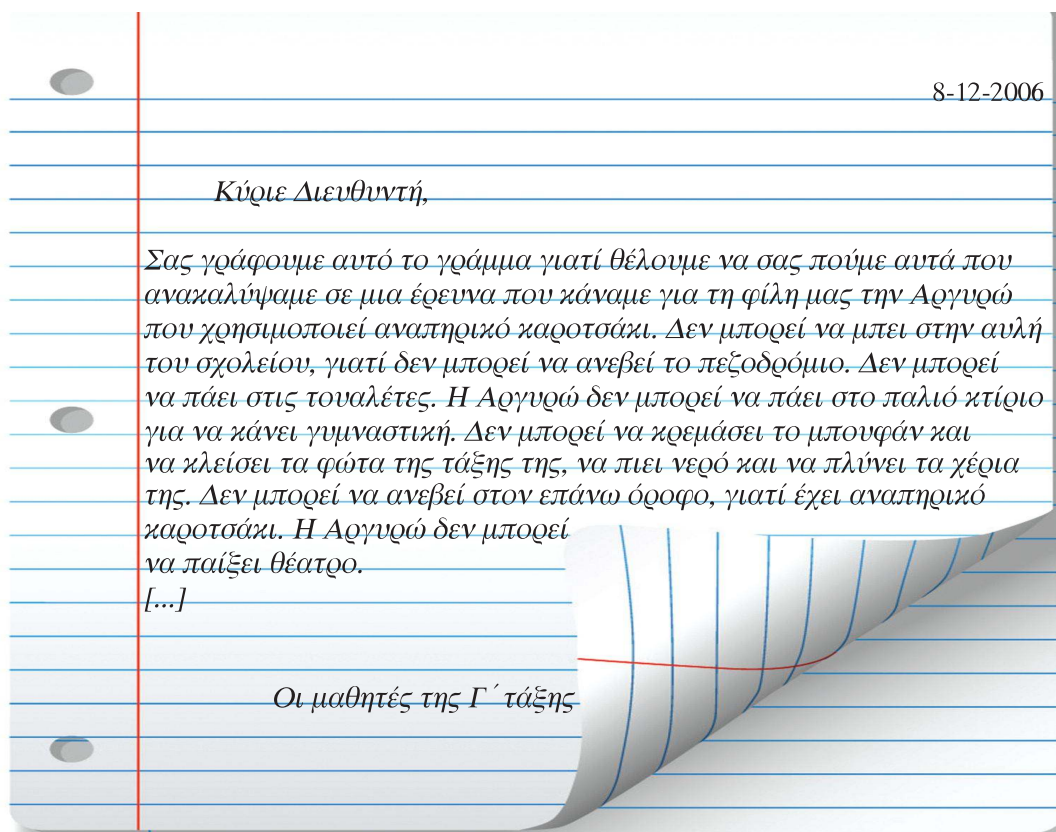 8-12-2006
Κύριε Διευθυντή,
Σας γράφουμε αυτό το γράμμα γιατί θέλουμε να σας πούμε αυτά που
ανακαλύψαμε σε μια έρευνα που κάναμε για τη φίλη μας την Αργυρώ
που χρησιμοποιεί αναπηρικό καροτσάκι. Δεν μπορεί να μπει στην αυλή
του σχολείου, γιατί δεν μπορεί να ανεβεί το πεζοδρόμιο. Δεν μπορεί
να πάει στις τουαλέτες. Η Αργυρώ δεν μπορεί να πάει στο παλιό κτίριο
για να κάνει γυμναστική. Δεν μπορεί να κρεμάσει το μπουφάν και
να κλείσει τα φώτα της τάξης της, να πιει νερό και να πλύνει τα χέρια
της. Δεν μπορεί να ανεβεί στον επάνω όροφο, γιατί έχει αναπηρικό
καροτσάκι. Η Αργυρώ δεν μπορεί
να παίξει θέατρο.
[...]
Οι μαθητές της Γ΄ τάξης